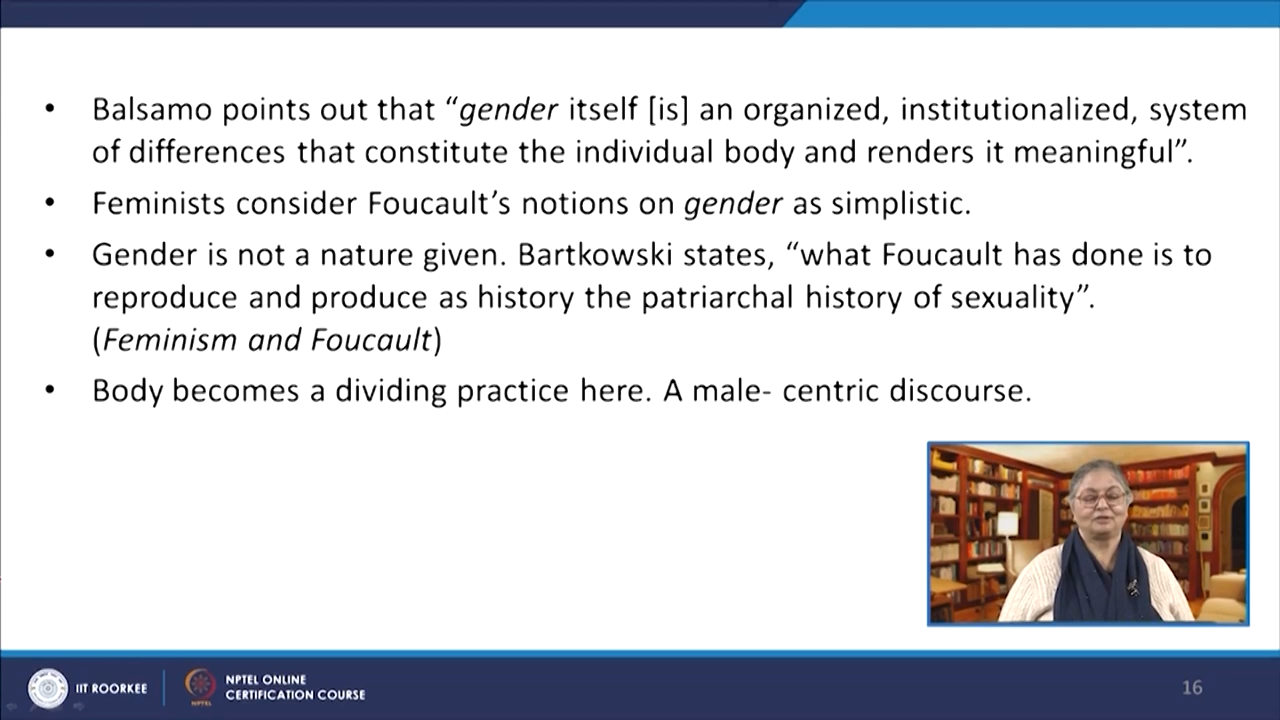 • Balsamo points out that “gender itself [is] an organized, institutionalized, system
of differences that constitute the individual body and renders it meaningful”.
• Feminists consider Foucault’s notions on gender as simplistic.
• Gender is not a nature given. Bartkowski states, “what Foucault has done is to
reproduce and produce as history the patriarchal history of sexuality”.
(Feminism and Foucault)
• Body becomes a dividing practice here. A male- centric discourse.
IIT ROORKEE
NPTEL
NPTEL ONLINE
CERTIFICATION COURSE
16